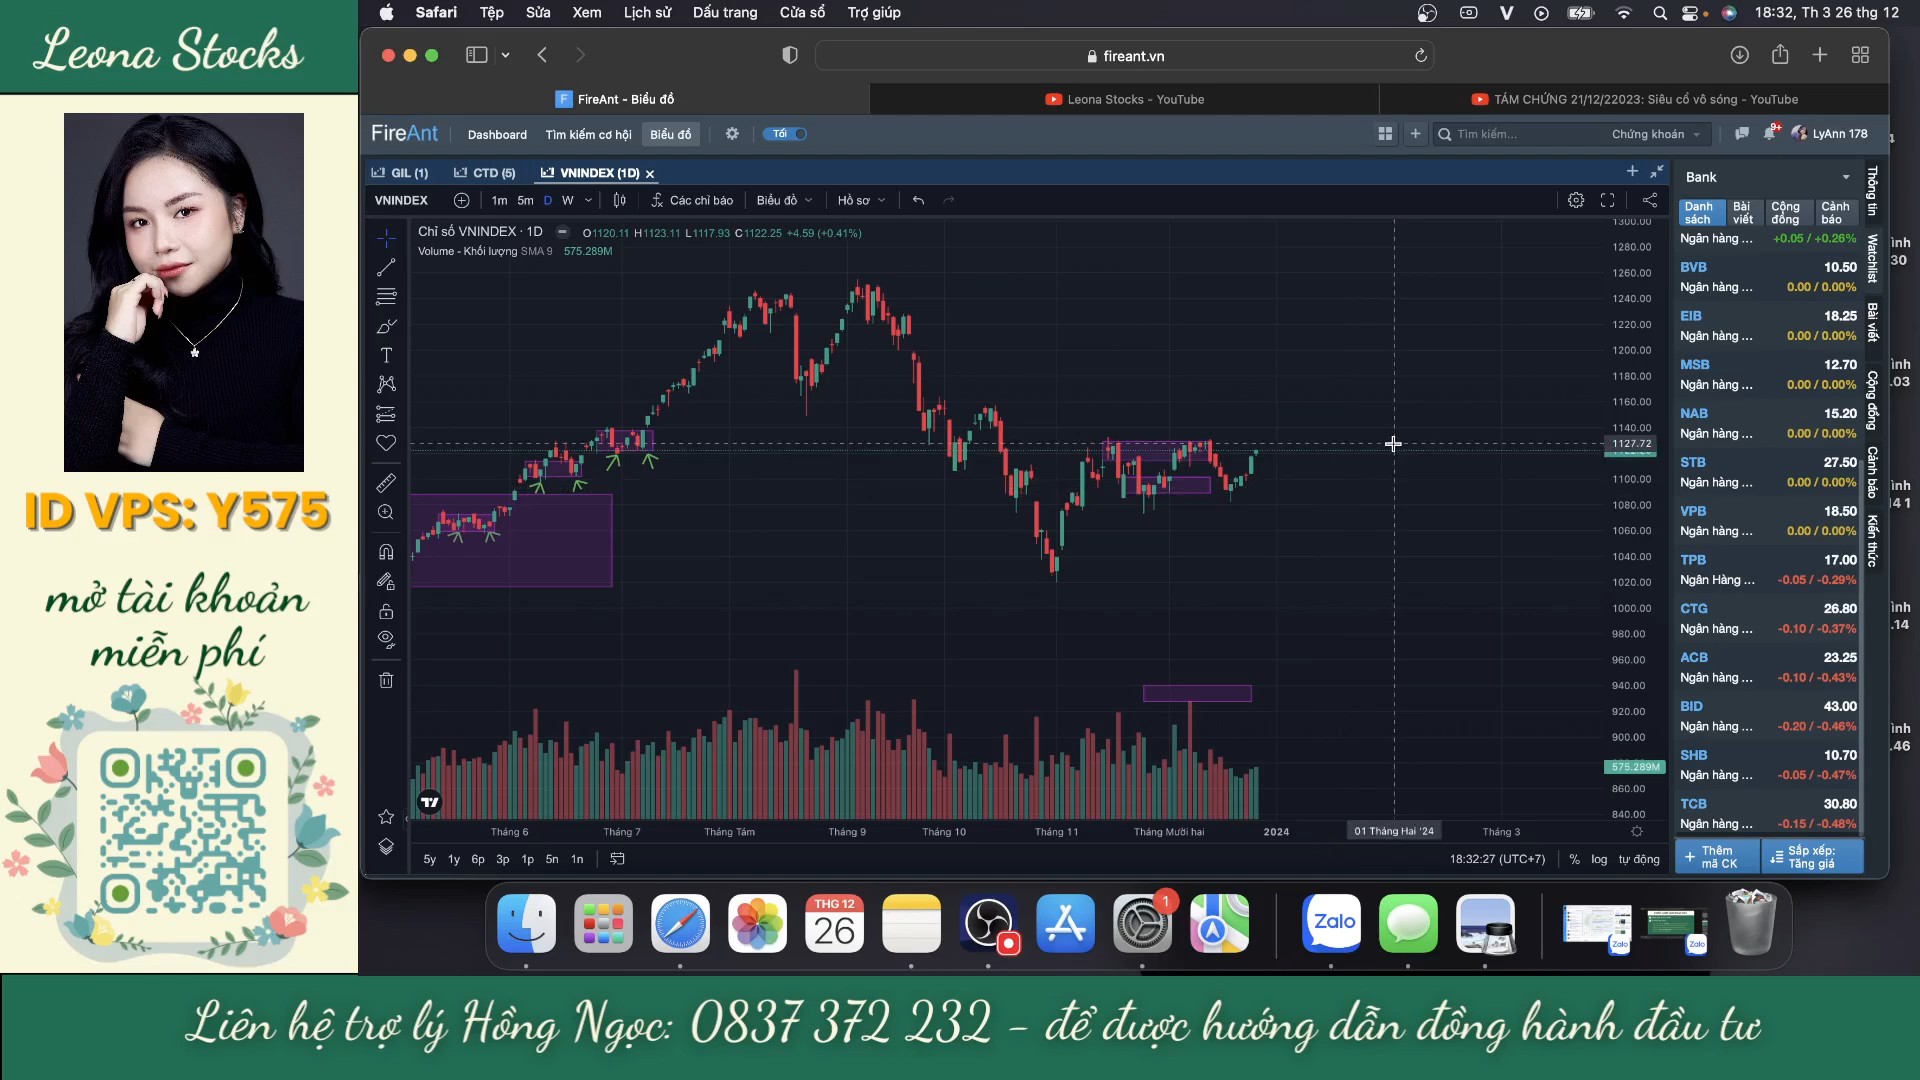 Leona Stocks
ID VPS: Y575
mở tài khoản
miễn phí
Safari Tệp Sửa Xem Lịch sử Dấu trang Cửa sổ Trợ giúp
18:32, Th 3 26 thg 12
fireant.vn
F FireAnt - Biểu đồ
Leona Stocks - YouTube
TÁM CHỨNG 21/12/22023: Siêu cổ vô sóng - YouTube
FireAnt Dashboard Tìm kiếm cơ hội Biểu đồ Tối
Tìm kiếm... Chứng khoán 9+ LyAnn 178
GIL (1) CTD (5) VNINDEX (1D)
VNINDEX 1m 5m D W Các chỉ báo Biểu đồ Hồ sơ
Chỉ số VNINDEX · 1D O1120.11 H1123.11 L1117.93 C1122.25 +4.59 (+0.41%)
Volume - Khối lượng SMA 9 575.289M
1300.00
1280.00
1260.00
1240.00
1220.00
1200.00
1180.00
1160.00
1140.00
1127.72
1100.00
1080.00
1060.00
1040.00
1020.00
1000.00
980.00
960.00
940.00
920.00
900.00
575.289M
860.00
840.00
Tháng 6 Tháng 7 Tháng Tám Tháng 9 Tháng 10 Tháng 11 Tháng Mười hai 2024 01 Tháng Hai '24 Tháng 3
5y 1y 6p 3p 1p 5n 1n
18:32:27 (UTC+7) % log tự động
Bank
Danh sách Bài viết Cộng đồng Cảnh báo
Ngân hàng ... +0.05 / +0.26%
BVB 10.50
Ngân hàng ... 0.00 / 0.00%
EIB 18.25
Ngân hàng ... 0.00 / 0.00%
MSB 12.70
Ngân hàng ... 0.00 / 0.00%
NAB 15.20
Ngân hàng ... 0.00 / 0.00%
STB 27.50
Ngân hàng ... 0.00 / 0.00%
VPB 18.50
Ngân hàng ... 0.00 / 0.00%
TPB 17.00
Ngân Hàng ... -0.05 / -0.29%
CTG 26.80
Ngân hàng ... -0.10 / -0.37%
ACB 23.25
Ngân hàng ... -0.10 / -0.43%
BID 43.00
Ngân hàng ... -0.20 / -0.46%
SHB 10.70
Ngân hàng ... -0.05 / -0.47%
TCB 30.80
Ngân hàng ... -0.15 / -0.48%
Thêm mã CK
Sắp xếp: Tăng giá
Thông tin
Watchlist
Bài viết
Cộng đồng
Cảnh báo
Kiến thức
THG 12
26
1
Zalo
Liên hệ trợ lý Hồng Ngọc: 0837 372 232 - để được hướng dẫn đồng hành đầu tư